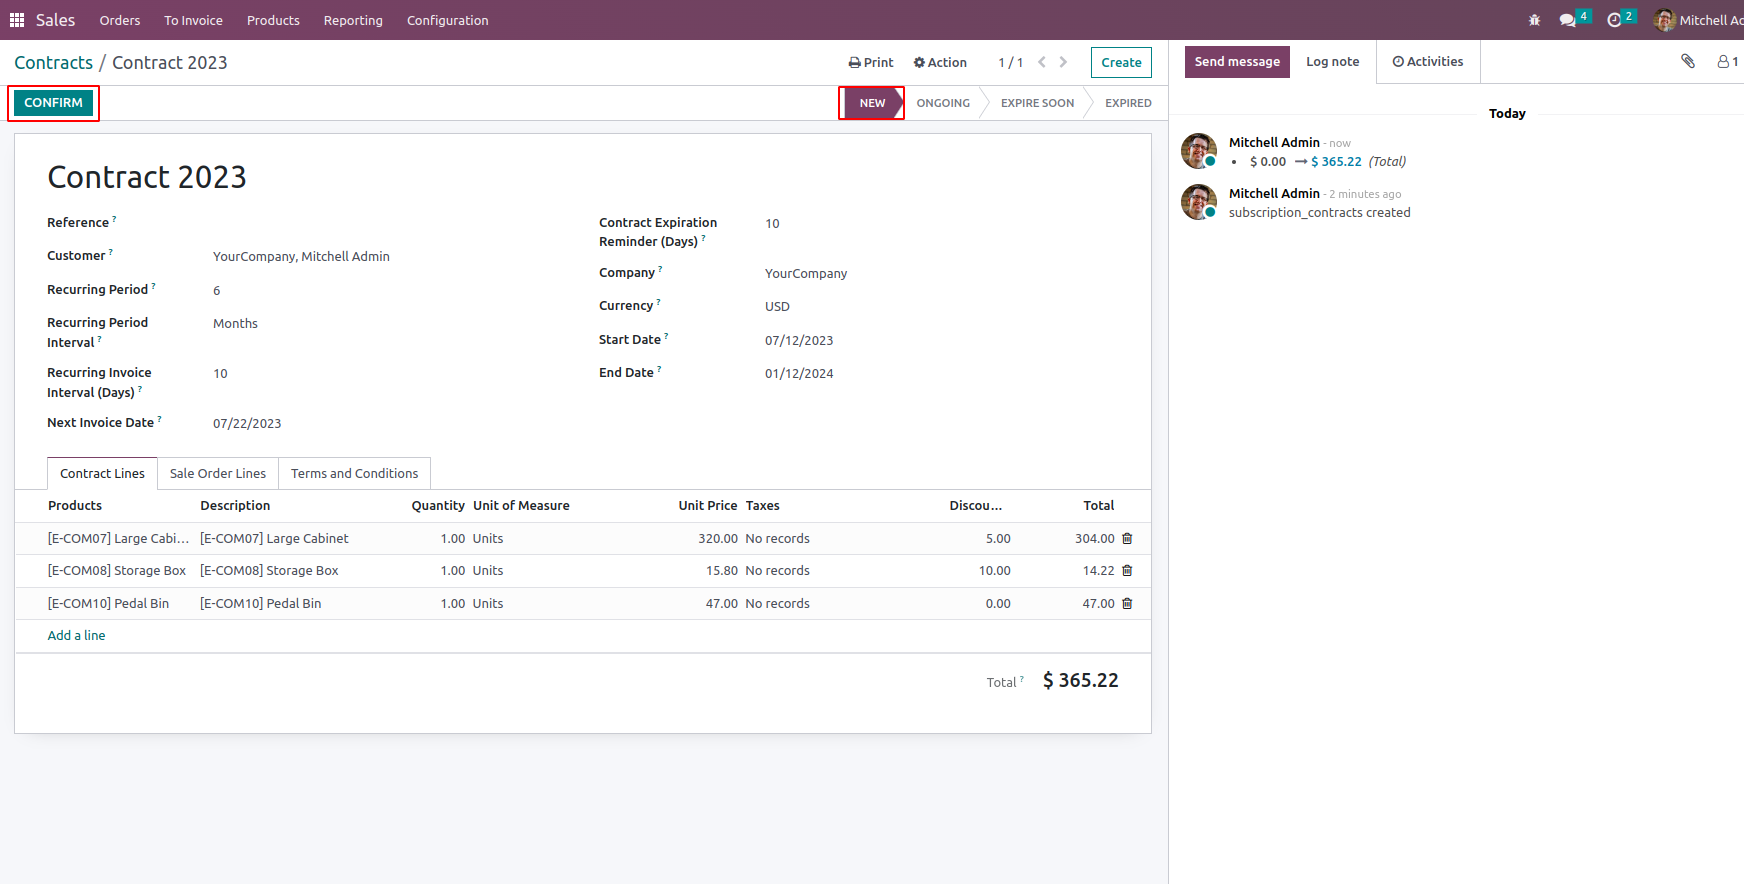 Sales Orders To Invoice Products Reporting Configuration 4 2 Mitchell
Contracts / Contract 2023 Print Action 1 / 1 Create
Send message Log note Activities 1
CONFIRM NEW ONGOING EXPIRE SOON EXPIRED
Today
Contract 2023
Mitchell Admin - now
• $ 0.00 → $ 365.22 (Total)
Mitchell Admin - 2 minutes ago
subscription_contracts created
Reference ?
Customer ? YourCompany, Mitchell Admin
Recurring Period ? 6
Recurring Period
Interval ? Months
Recurring Invoice
Interval (Days) ? 10
Next Invoice Date ? 07/22/2023
Contract Expiration
Reminder (Days) ? 10
Company ? YourCompany
Currency ? USD
Start Date ? 07/12/2023
End Date ? 01/12/2024
Contract Lines Sale Order Lines Terms and Conditions
Products Description Quantity Unit of Measure Unit Price Taxes Discou... Total
[E-COM07] Large Cabi... [E-COM07] Large Cabinet 1.00 Units 320.00 No records 5.00 304.00
[E-COM08] Storage Box [E-COM08] Storage Box 1.00 Units 15.80 No records 10.00 14.22
[E-COM10] Pedal Bin [E-COM10] Pedal Bin 1.00 Units 47.00 No records 0.00 47.00
Add a line
Total ? $ 365.22